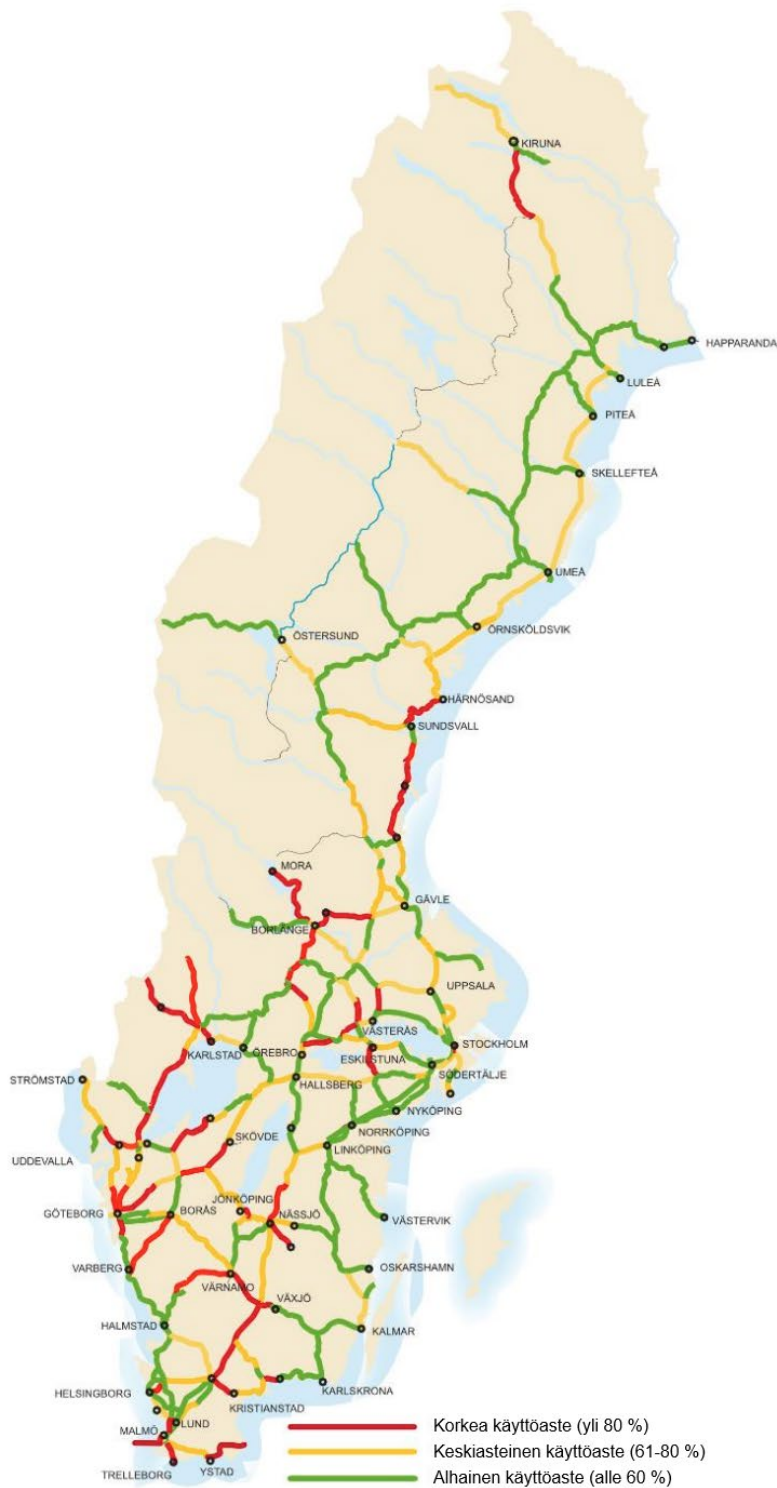 KIRUNA
HAPPARANDA
LULEÅ
PITEÅ
SKELLEFTEÅ
UMEÅ
ÖRNSKÖLDSVIK
ÖSTERSUND
HÄRNÖSAND
SUNDSVALL
MORA
GÄVLE
BORLÄNGE
UPPSALA
VÄSTERÅS
KARLSTAD
ÖREBRO
ESKILSTUNA
STOCKHOLM
SÖDERTÄLJE
STRÖMSTAD
HALLSBERG
NYKÖPING
NORRKÖPING
SKÖVDE
LINKÖPING
UDDEVALLA
JÖNKÖPING
GÖTEBORG
BORÅS
NÄSSJÖ
VÄSTERVIK
VARBERG
OSKARSHAMN
VÄRNAMO
VÄXJÖ
HALMSTAD
KALMAR
HELSINGBORG
KARLSKRONA
KRISTIANSTAD
LUND
MALMÖ
TRELLEBORG
YSTAD
Korkea käyttöaste (yli 80 %)
Keskiasteinen käyttöaste (61-80 %)
Alhainen käyttöaste (alle 60 %)